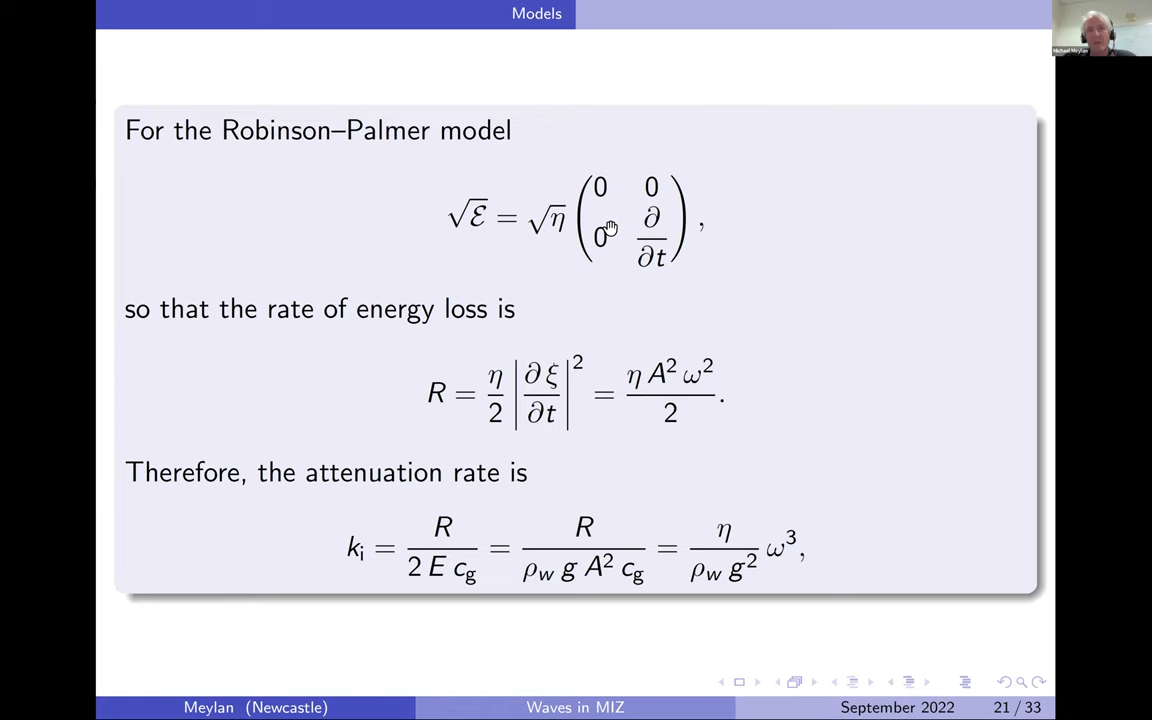 Models
Michael Meylan
For the Robinson–Palmer model
√ℰ = √η ( 0 0 ; 0 ∂/∂t ) ,
so that the rate of energy loss is
R = η/2 |∂ξ/∂t|² = η A² ω²/2 .
Therefore, the attenuation rate is
kᵢ = R/(2 E c_g) = R/(ρ_w g A² c_g) = η/(ρ_w g²) ω³,
Meylan (Newcastle) Waves in MIZ September 2022 21 / 33